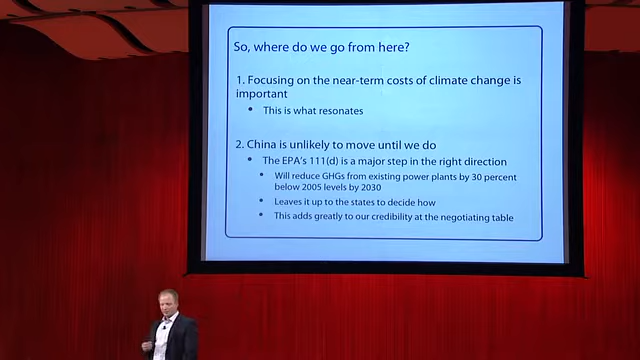 So, where do we go from here?
1. Focusing on the near-term costs of climate change is
important
• This is what resonates
2. China is unlikely to move until we do
• The EPA's 111(d) is a major step in the right direction
• Will reduce GHGs from existing power plants by 30 percent
below 2005 levels by 2030
• Leaves it up to the states to decide how
• This adds greatly to our credibility at the negotiating table